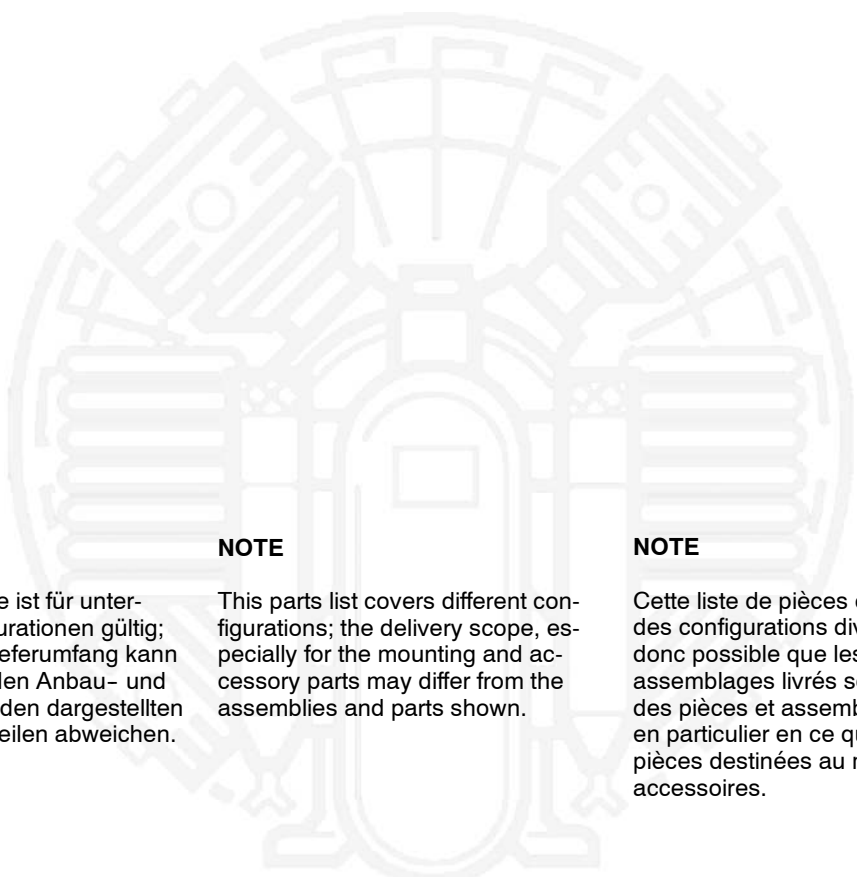 e ist für unter-
urationen gültig;
eferumfang kann
den Anbau- und
den dargestellten
eilen abweichen.
NOTE
This parts list covers different con-
figurations; the delivery scope, es-
pecially for the mounting and ac-
cessory parts may differ from the
assemblies and parts shown.
NOTE
Cette liste de pièces
des configurations div
donc possible que les
assemblages livrés s
des pièces et assemb
en particulier en ce qu
pièces destinées au
accessoires.